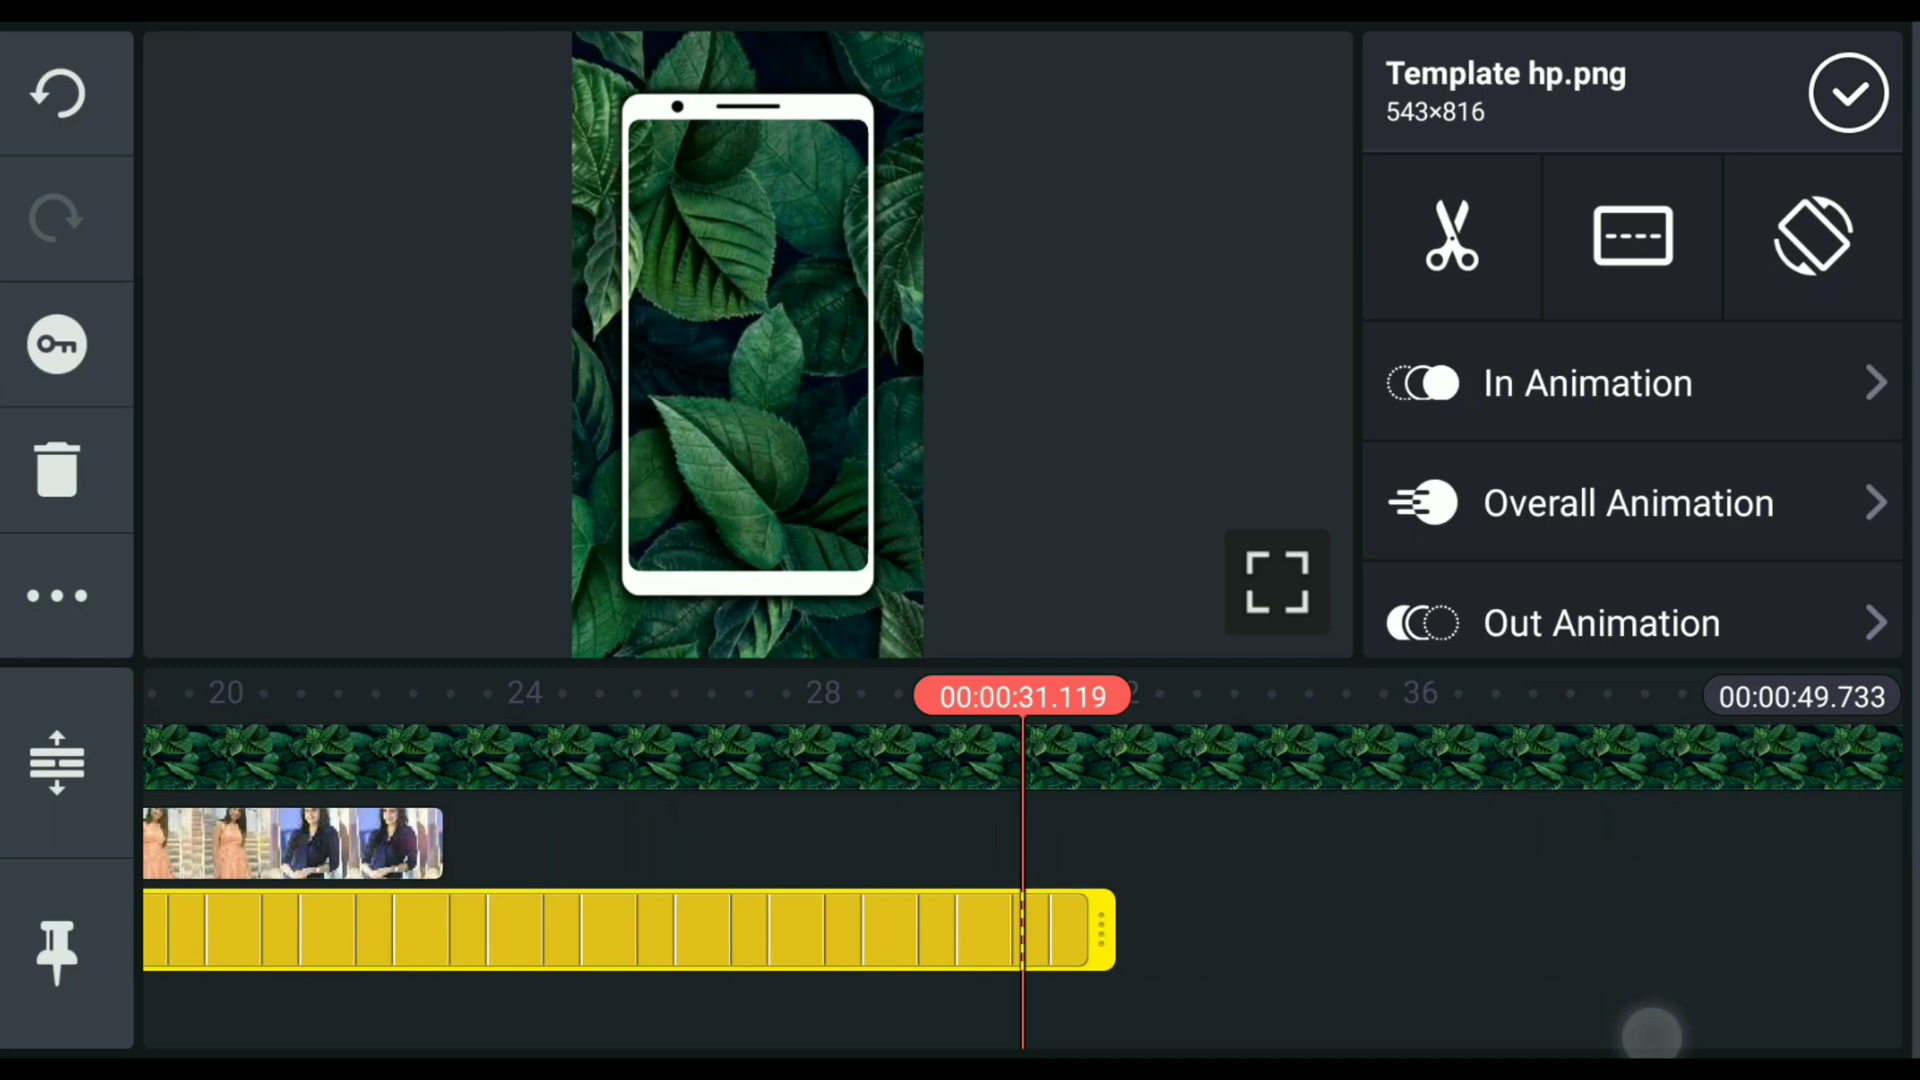 Template hp.png
543×816
In Animation
Overall Animation
Out Animation
20
24
28
00:00:31.119
36
00:00:49.733